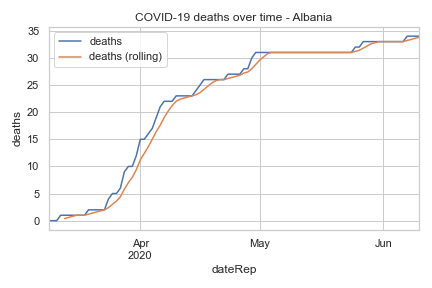 COVID-19 deaths over time - Albania
deaths
deaths (rolling)
35
30
25
20
15
10
5
0
deaths
Apr
2020
May
Jun
dateRep